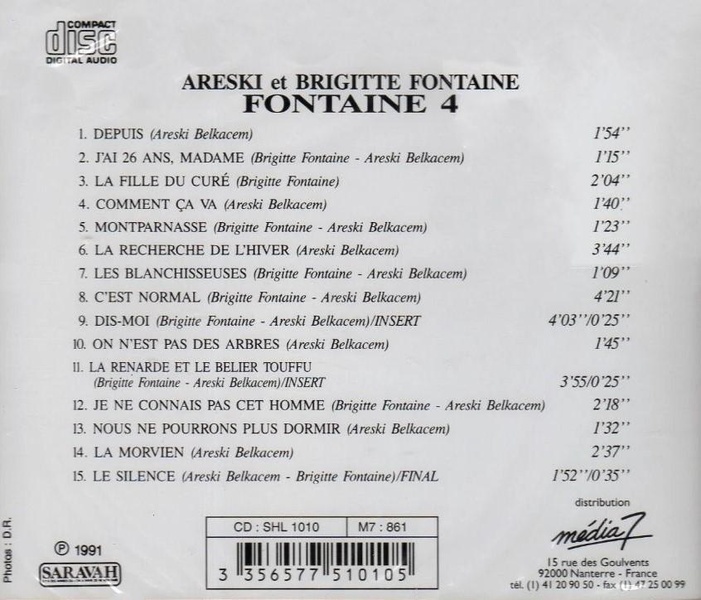 COMPACT
disc
DIGITAL AUDIO
ARESKI et BRIGITTE FONTAINE
FONTAINE 4
1. DEPUIS (Areski Belkacem) 1'54''
2. J'AI 26 ANS, MADAME (Brigitte Fontaine - Areski Belkacem) 1'15''
3. LA FILLE DU CURÉ (Brigitte Fontaine) 2'04''
4. COMMENT ÇA VA (Areski Belkacem) 1'40''
5. MONTPARNASSE (Brigitte Fontaine - Areski Belkacem) 1'23''
6. LA RECHERCHE DE L'HIVER (Areski Belkacem) 3'44''
7. LES BLANCHISSEUSES (Brigitte Fontaine - Areski Belkacem) 1'09''
8. C'EST NORMAL (Brigitte Fontaine - Areski Belkacem) 4'21''
9. DIS-MOI (Brigitte Fontaine - Areski Belkacem)/INSERT 4'03''/0'25''
10. ON N'EST PAS DES ARBRES (Areski Belkacem) 1'45''
11. LA RENARDE ET LE BELIER TOUFFU
(Brigitte Fontaine - Areski Belkacem)/INSERT 3'55/0'25''
12. JE NE CONNAIS PAS CET HOMME (Brigitte Fontaine - Areski Belkacem) 2'18''
13. NOUS NE POURRONS PLUS DORMIR (Areski Belkacem) 1'32''
14. LA MORVIEN (Areski Belkacem) 2'37''
15. LE SILENCE (Areski Belkacem - Brigitte Fontaine)/FINAL 1'52''/0'35''
Photos : D.R.
℗ 1991
SARAVAH
CD : SHL 1010 M7 : 861
3 356577 510105
distribution
média 7
15 rue des Goulvents
92000 Nanterre - France
tél. (1) 41 20 90 50 - fax (1) 47 25 00 99